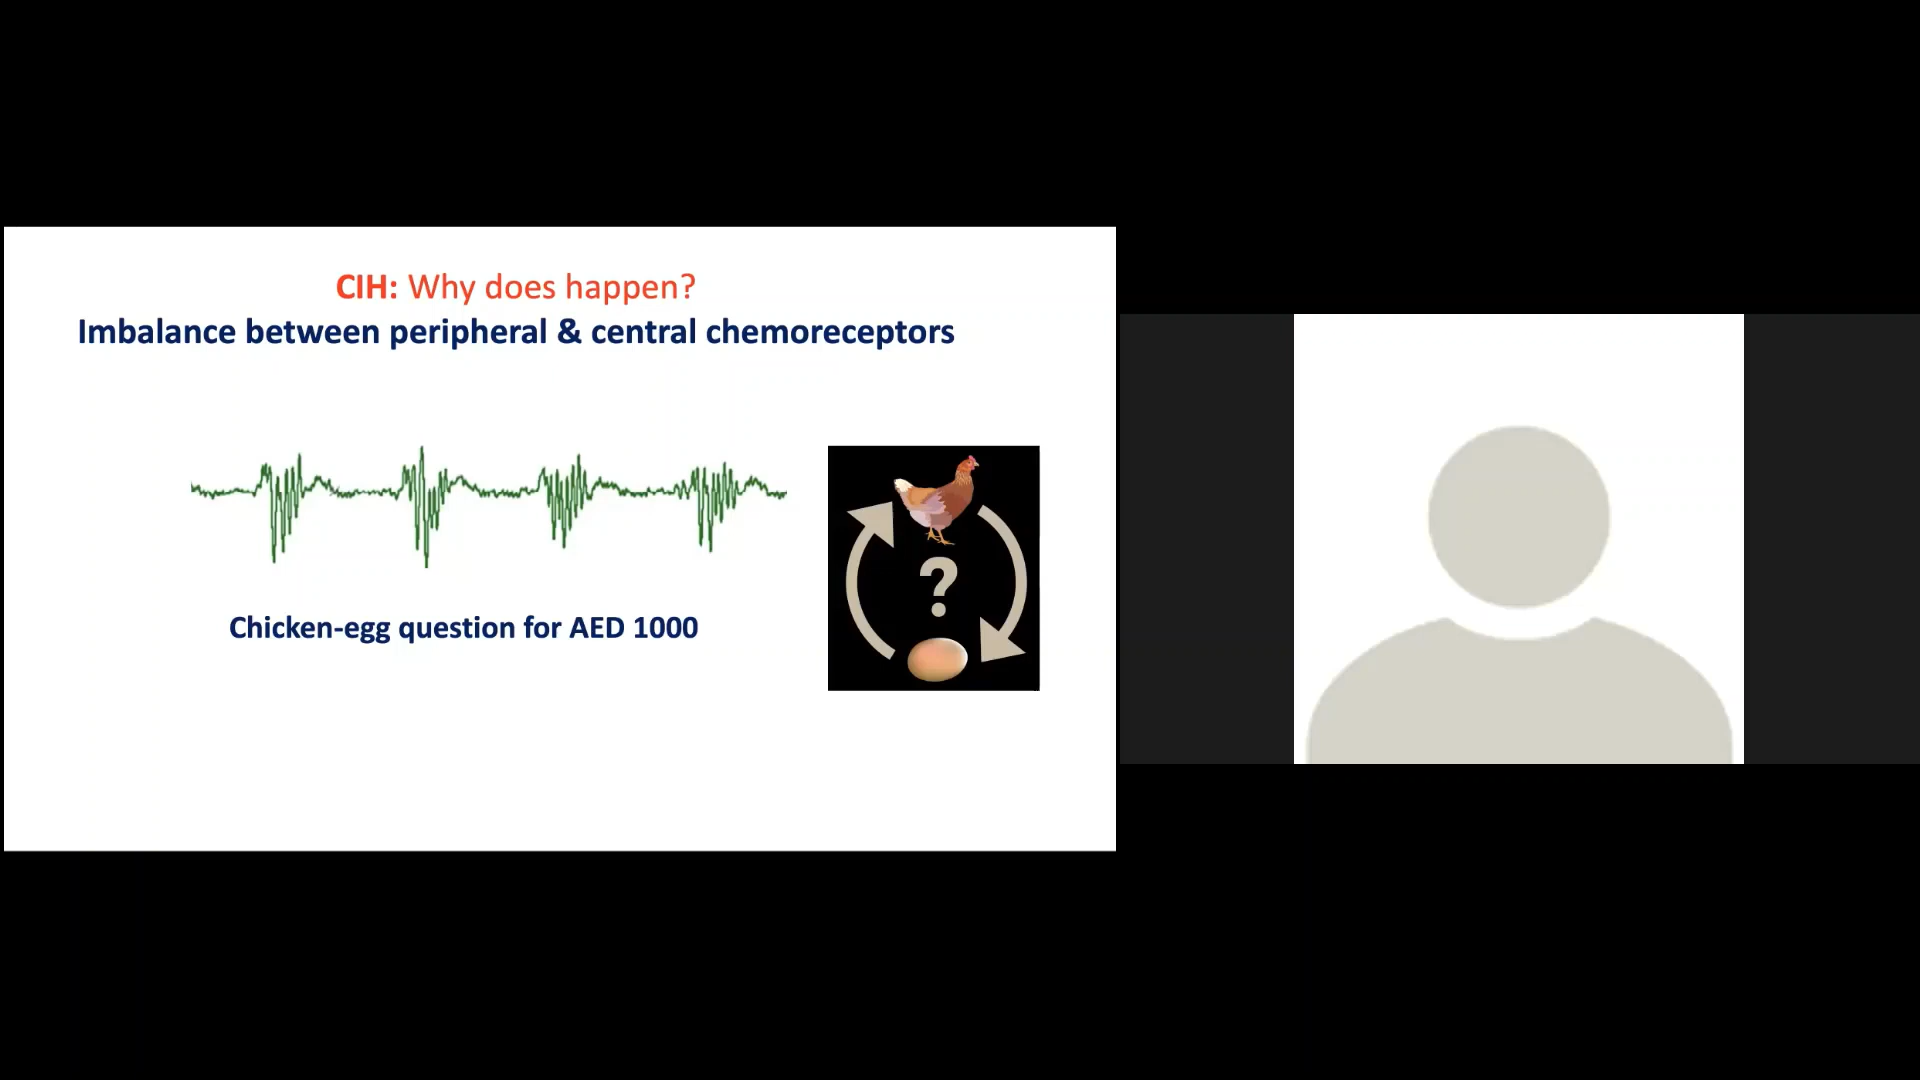 CIH: Why does happen?
Imbalance between peripheral & central chemoreceptors
?
Chicken-egg question for AED 1000